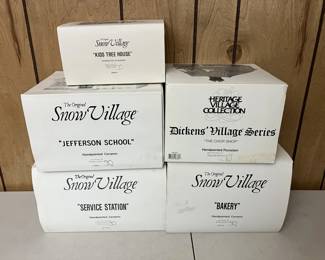 Snow Village
"KIDS TREE HOUSE"
The Original
Snow Village
"JEFFERSON SCHOOL"
Handpainted Ceramic
HERITAGE
VILLAGE
COLLECTION
Dickens' Village Series
"THE CHOP SHOP"
Handpainted Porcelain
The Original
Snow Village
"SERVICE STATION"
Handpainted Ceramic
The Original
Snow Village
"BAKERY"
Handpainted Ceramic